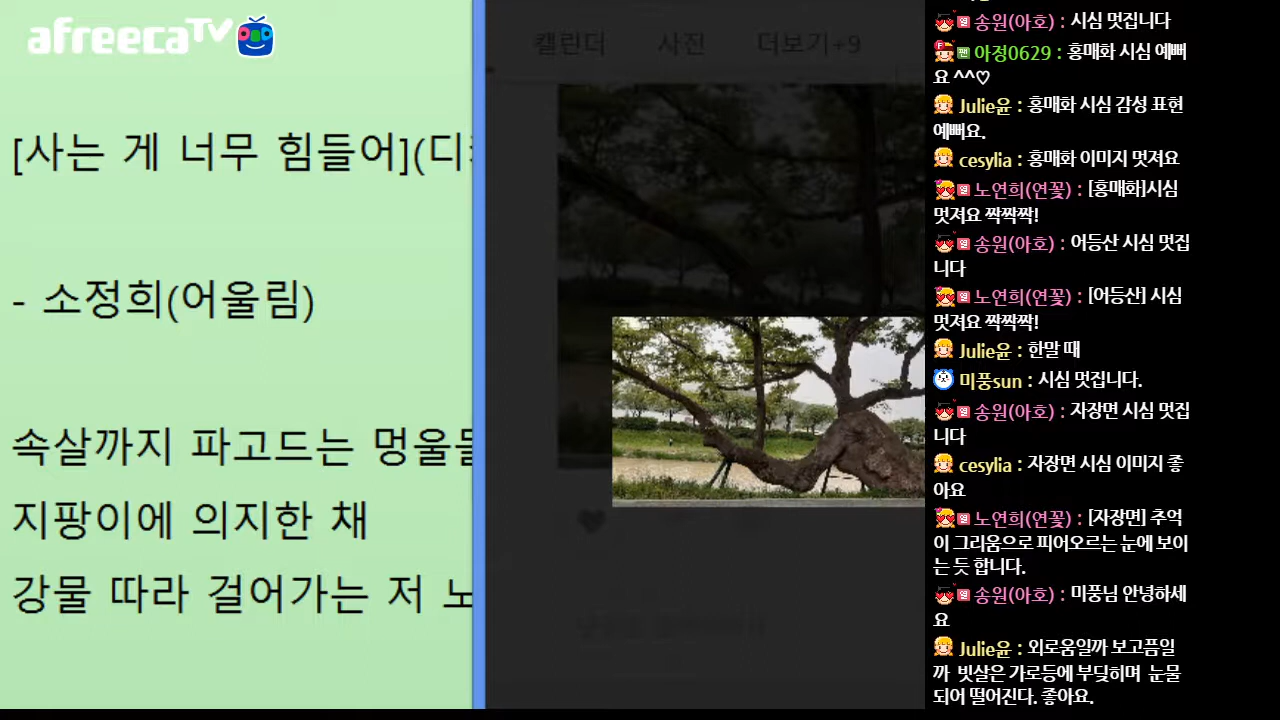 afreecaTV
[사는 게 너무 힘들어](디
- 소정희(어울림)
속살까지 파고드는 멍울들
지팡이에 의지한 채
강물 따라 걸어가는 저 노
캘린더 사진 더보기+9
송원(아호) : 시심 멋집니다
아정0629 : 홍매화 시심 예뻐
요 ^^♡
Julie윤 : 홍매화 시심 감성 표현
예뻐요.
cesylia : 홍매화 이미지 멋져요
노연희(연꽃) : [홍매화]시심
멋져요 짝짝짝!
송원(아호) : 어등산 시심 멋집
니다
노연희(연꽃) : [어등산] 시심
멋져요 짝짝짝!
Julie윤 : 한말 때
미풍sun : 시심 멋집니다.
송원(아호) : 자장면 시심 멋집
니다
cesylia : 자장면 시심 이미지 좋
아요
노연희(연꽃) : [자장면] 추억
이 그리움으로 피어오르는 눈에 보이
는 듯 합니다.
송원(아호) : 미풍님 안녕하세
요
Julie윤 : 외로움일까 보고픔일
까 빗살은 가로등에 부딪히며 눈물
되어 떨어진다. 좋아요.